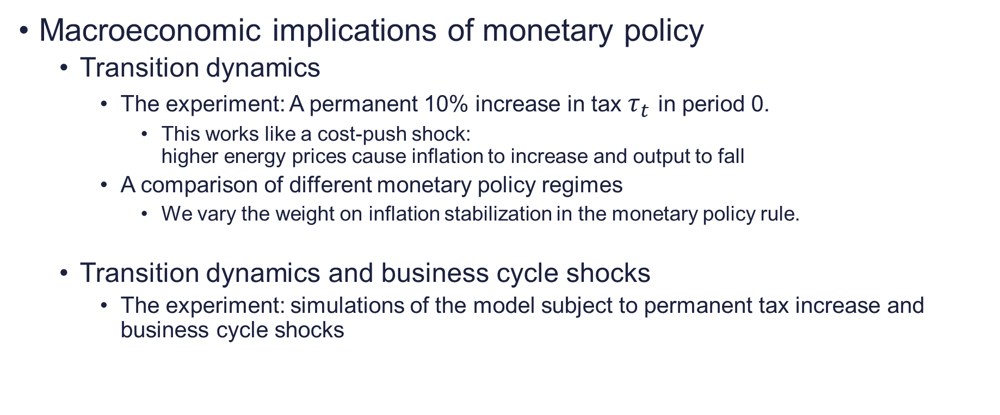 • Macroeconomic implications of monetary policy
• Transition dynamics
• The experiment: A permanent 10% increase in tax τ_t in period 0.
• This works like a cost-push shock:
higher energy prices cause inflation to increase and output to fall
• A comparison of different monetary policy regimes
• We vary the weight on inflation stabilization in the monetary policy rule.
• Transition dynamics and business cycle shocks
• The experiment: simulations of the model subject to permanent tax increase and
business cycle shocks